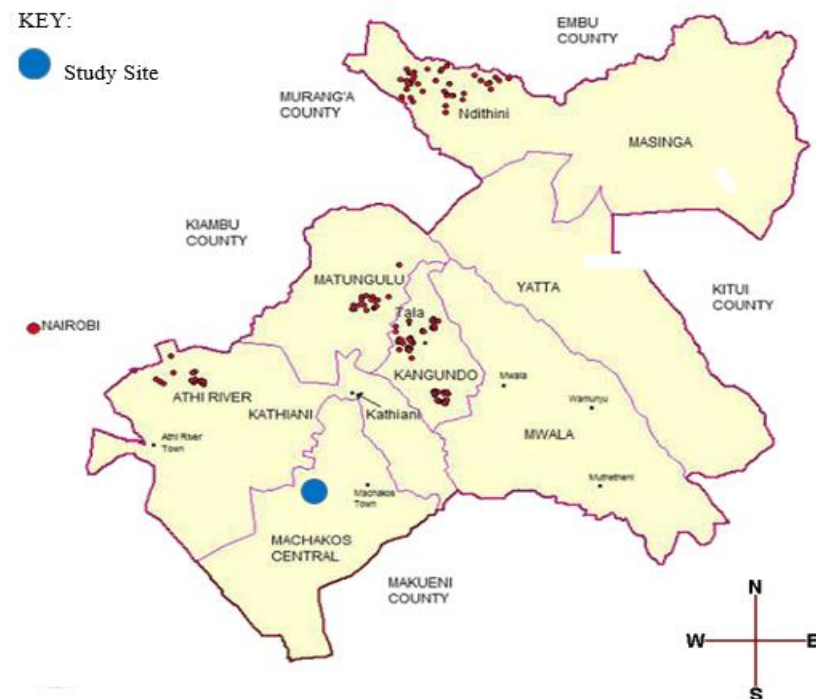 KEY:
Study Site
EMBU
COUNTY
MURANG'A
COUNTY
Ndithini
MASINGA
KIAMBU
COUNTY
MATUNGULU
YATTA
KITUI
COUNTY
NAIROBI
Tala
KANGUNDO
Mwala
ATHI RIVER
KATHIANI
Kathiani
Wamunyu
MWALA
Athi River
Town
Machakos
Town
Muthetheni
MACHAKOS
CENTRAL
MAKUENI
COUNTY
N
W
E
S